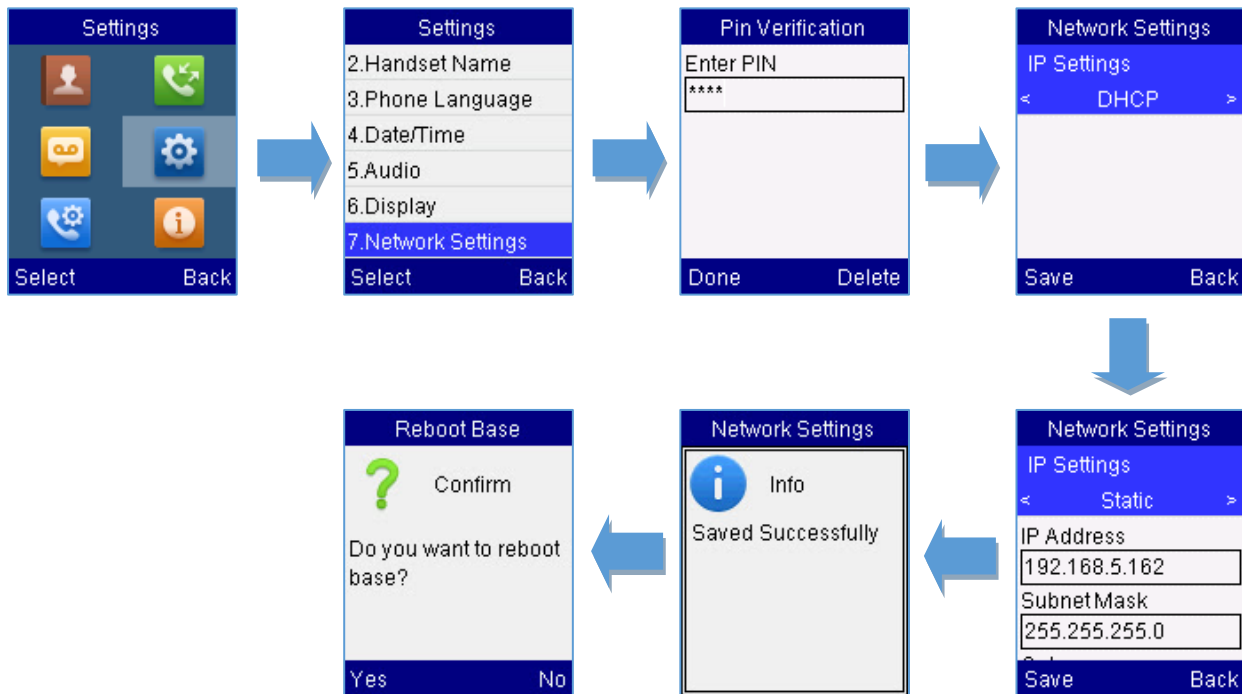 Settings
Select Back
Settings
2.Handset Name
3.Phone Language
4.Date/Time
5.Audio
6.Display
7.Network Settings
Select Back
Pin Verification
Enter PIN
****
Done Delete
Network Settings
IP Settings
< DHCP >
Save Back
Network Settings
IP Settings
< Static >
IP Address
192.168.5.162
Subnet Mask
255.255.255.0
Save Back
Network Settings
Info
Saved Successfully
Reboot Base
Confirm
Do you want to reboot
base?
Yes No